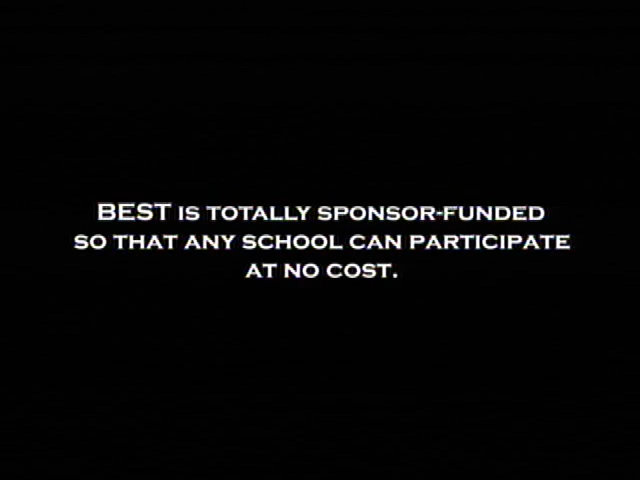 BEST IS TOTALLY SPONSOR-FUNDED
SO THAT ANY SCHOOL CAN PARTICIPATE
AT NO COST.